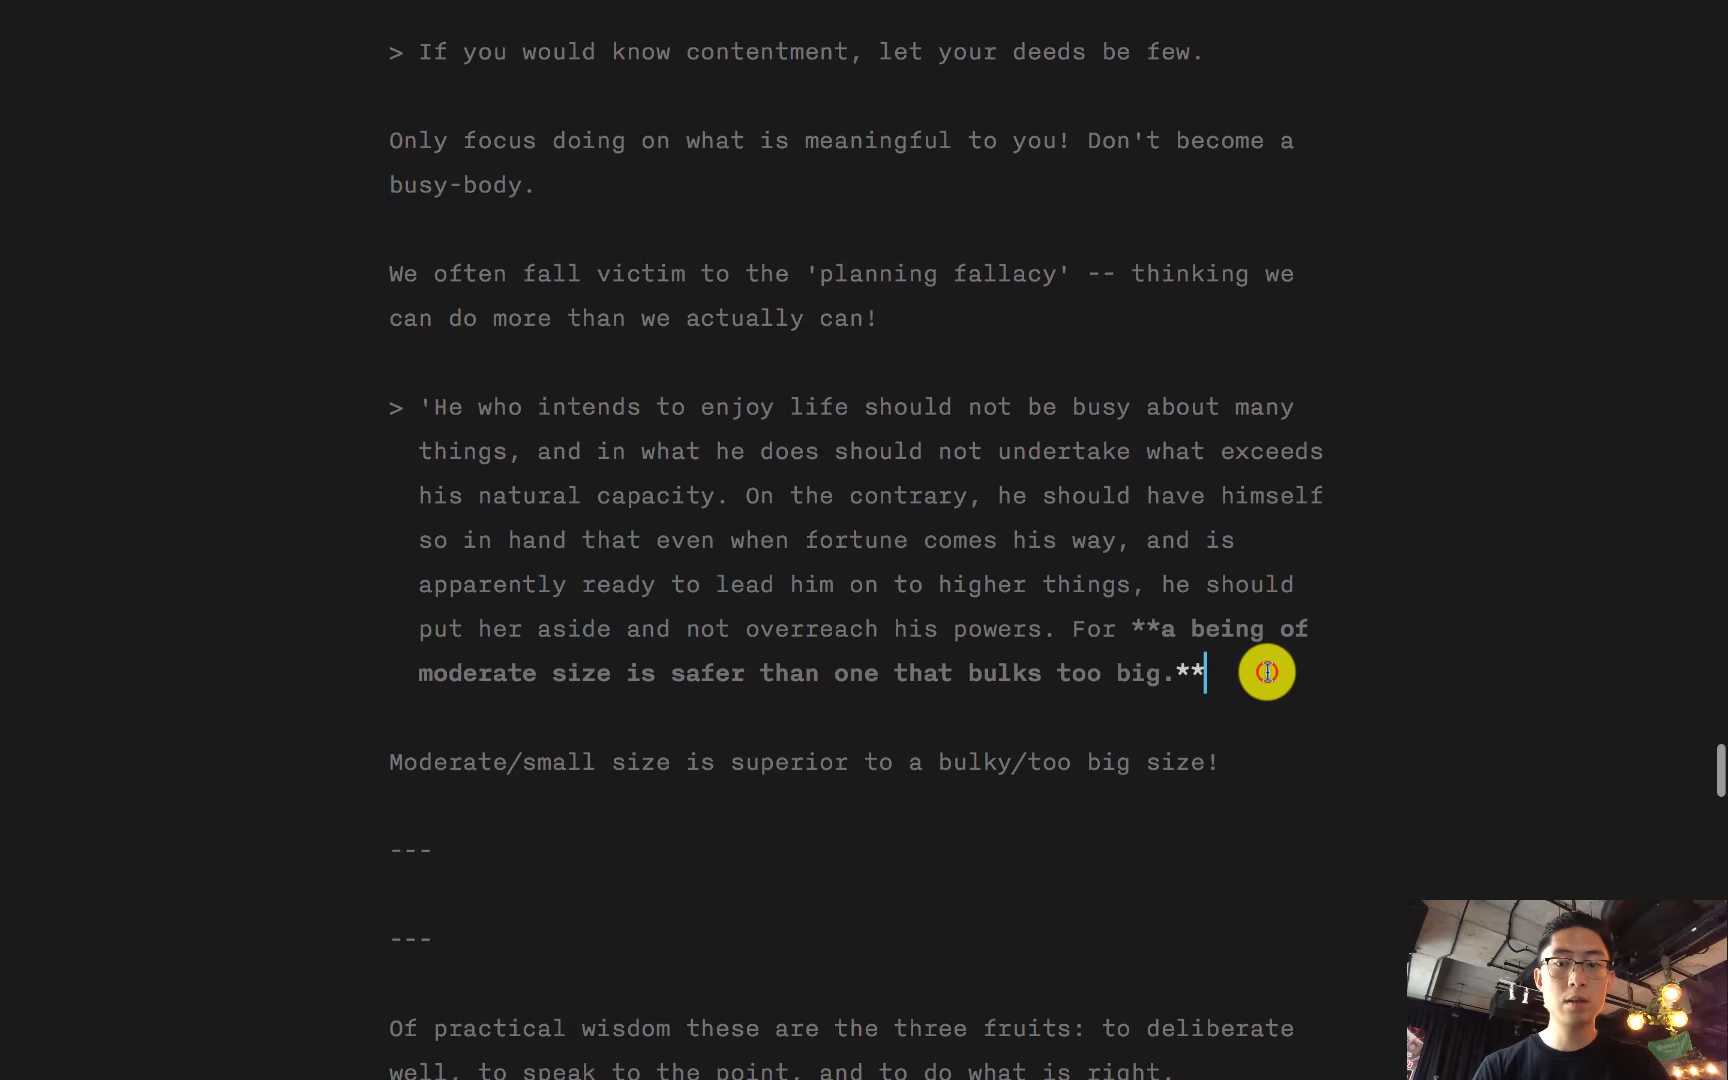 > If you would know contentment, let your deeds be few.
Only focus doing on what is meaningful to you! Don't become a
busy-body.
We often fall victim to the 'planning fallacy' -- thinking we
can do more than we actually can!
> 'He who intends to enjoy life should not be busy about many
things, and in what he does should not undertake what exceeds
his natural capacity. On the contrary, he should have himself
so in hand that even when fortune comes his way, and is
apparently ready to lead him on to higher things, he should
put her aside and not overreach his powers. For **a being of
moderate size is safer than one that bulks too big.**
Moderate/small size is superior to a bulky/too big size!
---
---
Of practical wisdom these are the three fruits: to deliberate
well, to speak to the point, and to do what is right.